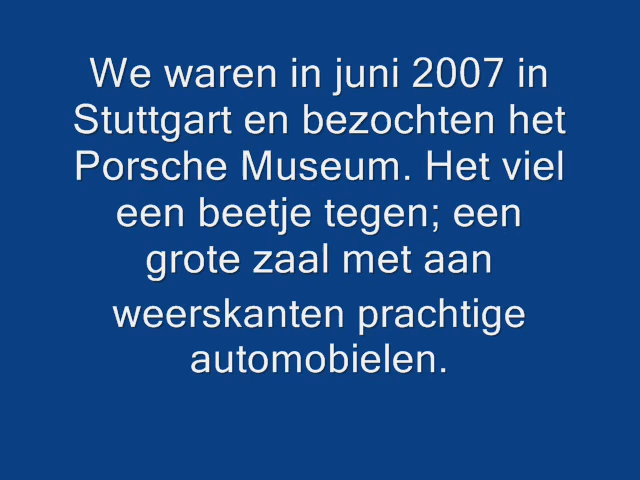 We waren in juni 2007 in
Stuttgart en bezochten het
Porsche Museum. Het viel
een beetje tegen; een
grote zaal met aan
weerskanten prachtige
automobielen.